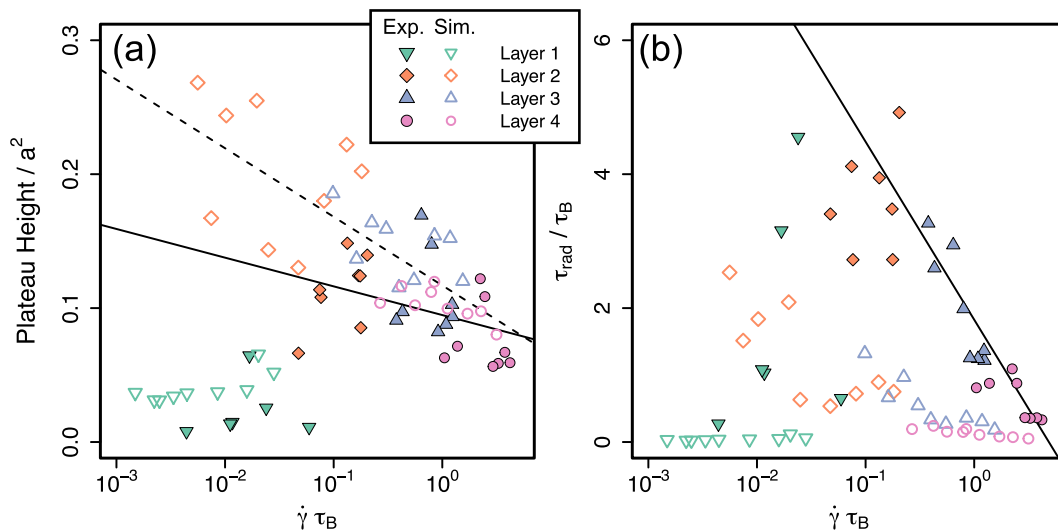 (a)
Plateau Height / a²
0.3
0.2
0.1
0.0
10⁻³ 10⁻² 10⁻¹ 10⁰
γ̇ τB
Exp. Sim.
Layer 1
Layer 2
Layer 3
Layer 4
(b)
τrad / τB
6
4
2
0
10⁻³ 10⁻² 10⁻¹ 10⁰
γ̇ τB